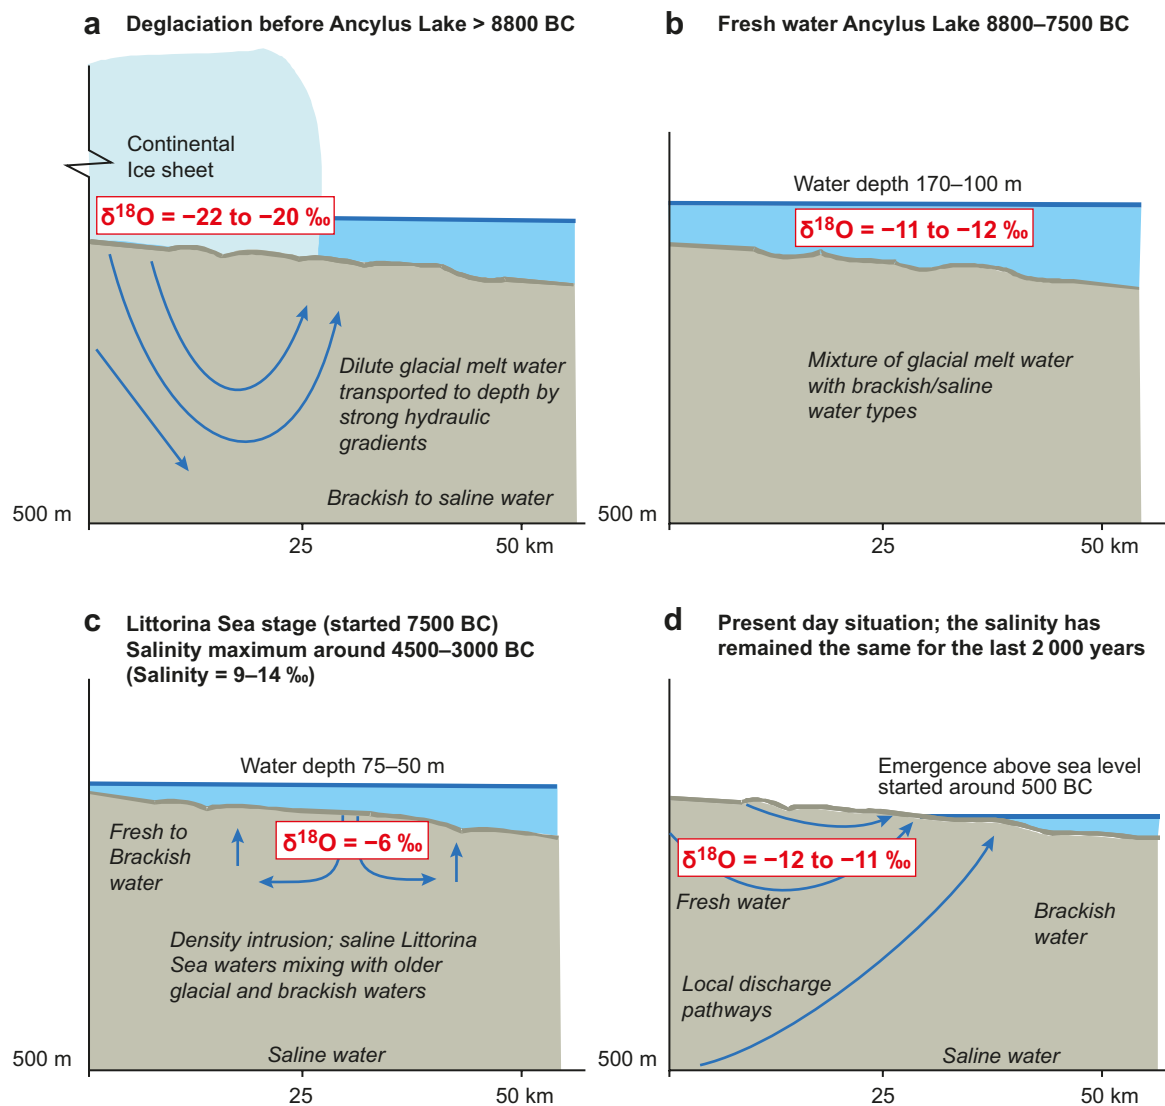 a Deglaciation before Ancylus Lake > 8800 BC
Continental
Ice sheet
δ¹⁸O = −22 to −20 ‰
Dilute glacial melt water
transported to depth by
strong hydraulic
gradients
Brackish to saline water
500 m
25 50 km
b Fresh water Ancylus Lake 8800–7500 BC
Water depth 170–100 m
δ¹⁸O = −11 to −12 ‰
Mixture of glacial melt water
with brackish/saline
water types
500 m
25 50 km
c Littorina Sea stage (started 7500 BC)
Salinity maximum around 4500–3000 BC
(Salinity = 9–14 ‰)
Water depth 75–50 m
Fresh to
Brackish
water
δ¹⁸O = −6 ‰
Density intrusion; saline Littorina
Sea waters mixing with older
glacial and brackish waters
Saline water
500 m
25 50 km
d Present day situation; the salinity has
remained the same for the last 2 000 years
Emergence above sea level
started around 500 BC
δ¹⁸O = −12 to −11 ‰
Fresh water
Brackish
water
Local discharge
pathways
Saline water
500 m
25 50 km